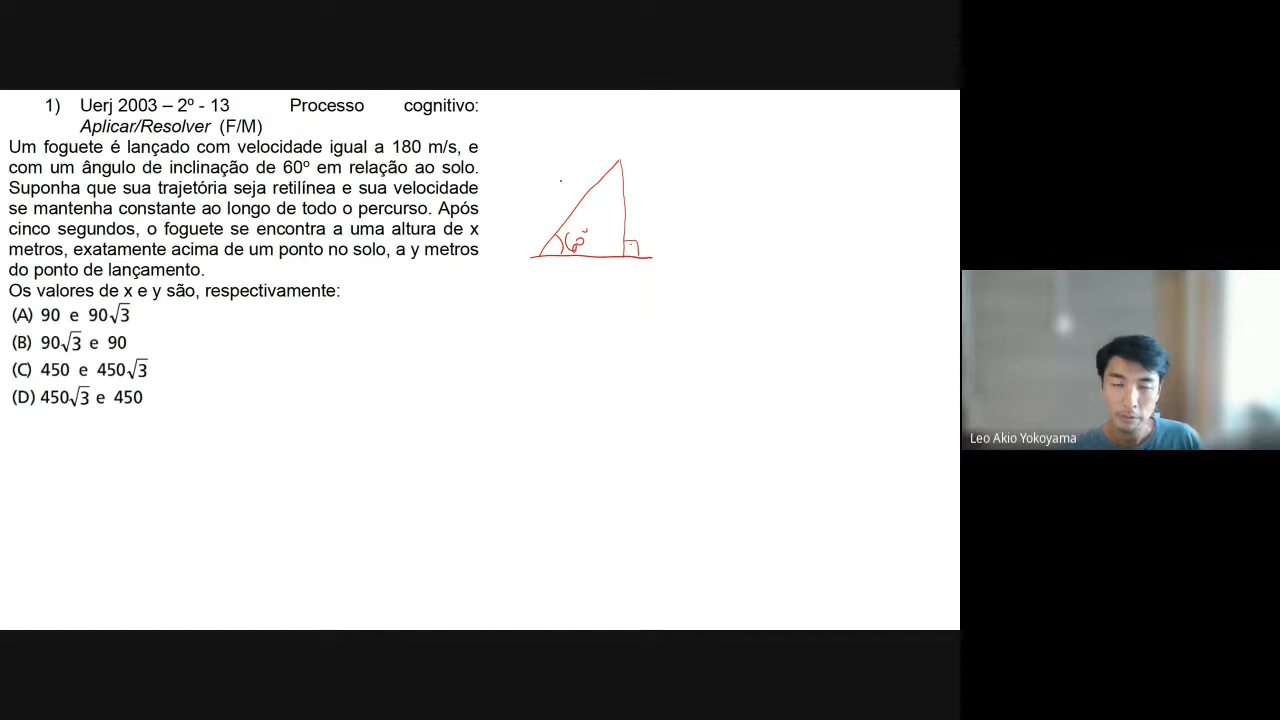 1) Uerj 2003 – 2º - 13 Processo cognitivo:
Aplicar/Resolver (F/M)
Um foguete é lançado com velocidade igual a 180 m/s, e
com um ângulo de inclinação de 60º em relação ao solo.
Suponha que sua trajetória seja retilínea e sua velocidade
se mantenha constante ao longo de todo o percurso. Após
cinco segundos, o foguete se encontra a uma altura de x
metros, exatamente acima de um ponto no solo, a y metros
do ponto de lançamento.
Os valores de x e y são, respectivamente:
(A) 90 e 90√3
(B) 90√3 e 90
(C) 450 e 450√3
(D) 450√3 e 450
60°
Leo Akio Yokoyama